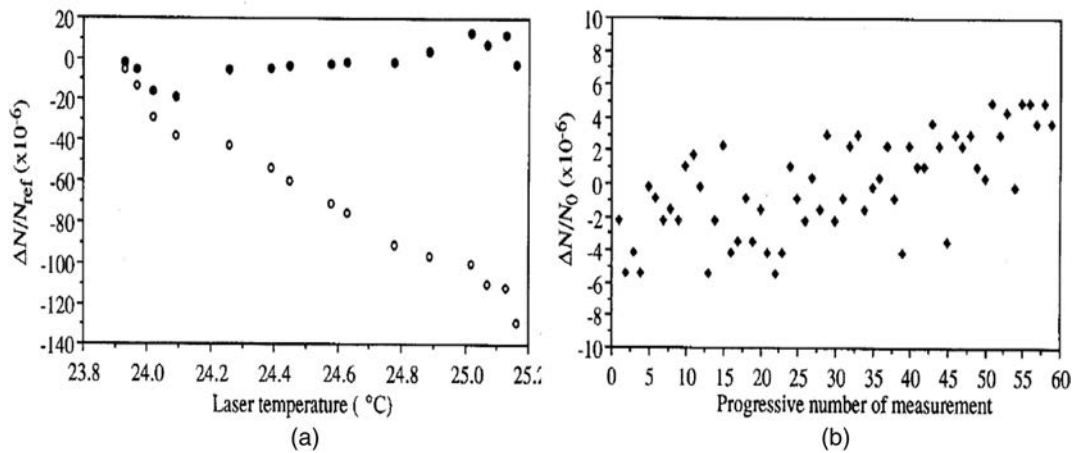 20
0
-20
-40
-60
-80
-100
-120
-140
ΔN/N_ref (x10⁻⁶)
23.8 24.0 24.2 24.4 24.6 24.8 25.0 25.:
Laser temperature ( °C)
(a)
10
8
6
4
2
0
-2
-4
-6
-8
-10
ΔN/N_0 (x10⁻⁶)
0 5 10 15 20 25 30 35 40 45 50 55 60
Progressive number of measurement
(b)